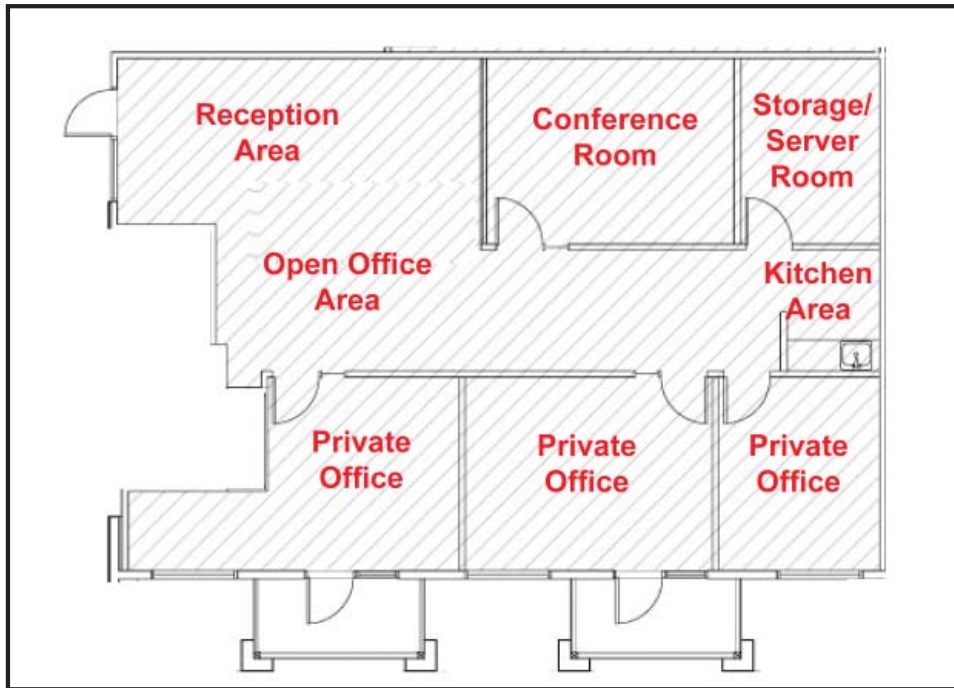 Reception
Area
Conference
Room
Storage/
Server
Room
Open Office
Area
Kitchen
Area
Private
Office
Private
Office
Private
Office